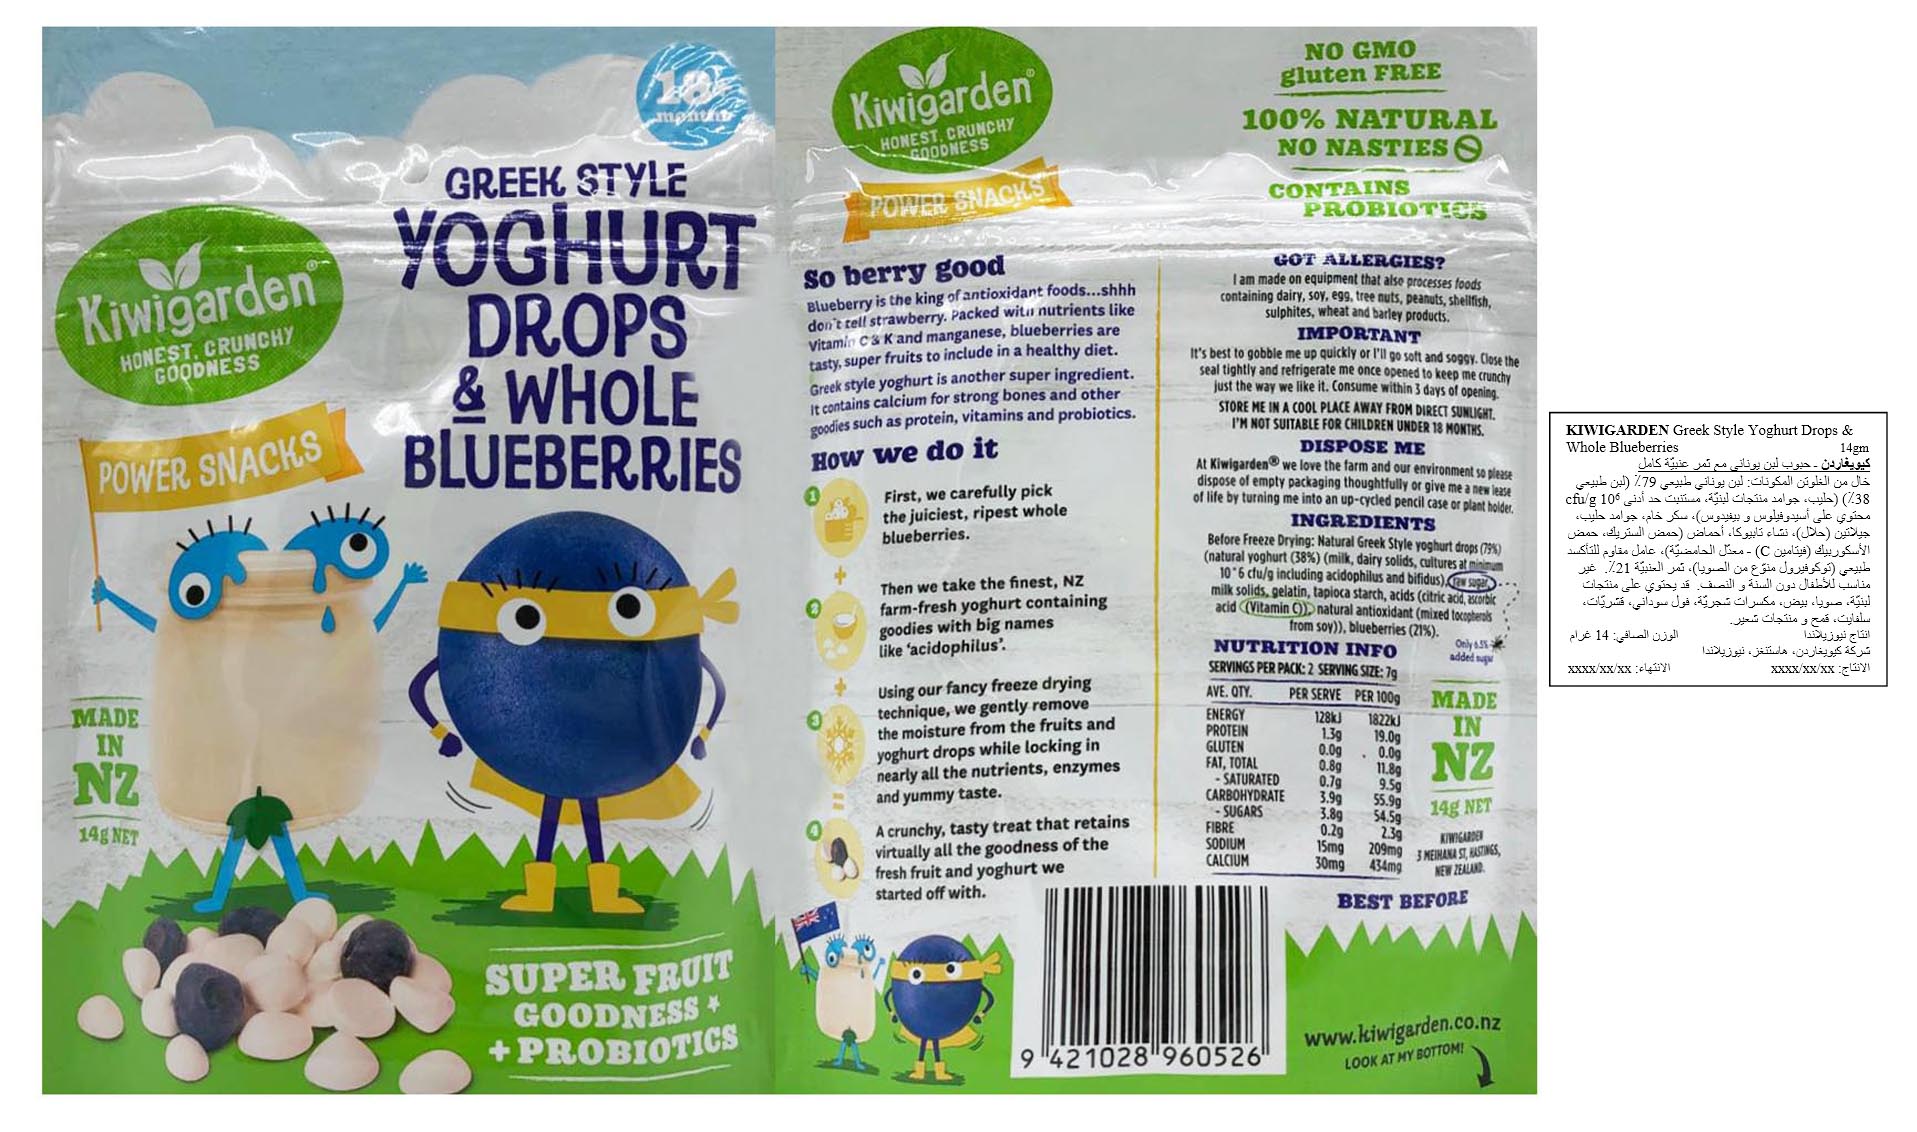 18
months
GREEK STYLE
YOGHURT
DROPS
& WHOLE
BLUEBERRIES
Kiwigarden®
HONEST, CRUNCHY
GOODNESS
POWER SNACKS
MADE
IN
NZ
14g NET
SUPER FRUIT
GOODNESS
+ PROBIOTICS
Kiwigarden®
HONEST, CRUNCHY
GOODNESS
POWER SNACKS
NO GMO
gluten FREE
100% NATURAL
NO NASTIES
CONTAINS
PROBIOTICS
So berry good
Blueberry is the king of antioxidant foods...shhh
don't tell strawberry. Packed with nutrients like
Vitamin C & K and manganese, blueberries are
tasty, super fruits to include in a healthy diet.
Greek style yoghurt is another super ingredient.
It contains calcium for strong bones and other
goodies such as protein, vitamins and probiotics.
How we do it
1
First, we carefully pick
the juiciest, ripest whole
blueberries.
+
2
Then we take the finest, NZ
farm-fresh yoghurt containing
goodies with big names
like 'acidophilus'.
+
3
Using our fancy freeze drying
technique, we gently remove
the moisture from the fruits and
yoghurt drops while locking in
nearly all the nutrients, enzymes
and yummy taste.
=
4
A crunchy, tasty treat that retains
virtually all the goodness of the
fresh fruit and yoghurt we
started off with.
GOT ALLERGIES?
I am made on equipment that also processes foods
containing dairy, soy, egg, tree nuts, peanuts, shellfish,
sulphites, wheat and barley products.
IMPORTANT
It's best to gobble me up quickly or I'll go soft and soggy. Close the
seal tightly and refrigerate me once opened to keep me crunchy
just the way we like it. Consume within 3 days of opening.
STORE ME IN A COOL PLACE AWAY FROM DIRECT SUNLIGHT.
I'M NOT SUITABLE FOR CHILDREN UNDER 18 MONTHS.
DISPOSE ME
At Kiwigarden® we love the farm and our environment so please
dispose of empty packaging thoughtfully or give me a new lease
of life by turning me into an up-cycled pencil case or plant holder.
INGREDIENTS
Before Freeze Drying: Natural Greek Style yoghurt drops (79%)
(natural yoghurt (38%) (milk, dairy solids, cultures at minimum
10^6 cfu/g including acidophilus and bifidus), raw sugar,
milk solids, gelatin, tapioca starch, acids (citric acid, ascorbic
acid (Vitamin C)), natural antioxidant (mixed tocopherols
from soy)), blueberries (21%).
Only 6.5%
added sugar
NUTRITION INFO
SERVINGS PER PACK: 2 SERVING SIZE: 7g
AVE. QTY. PER SERVE PER 100g
ENERGY 128kJ 1822kJ
PROTEIN 1.3g 19.0g
GLUTEN 0.0g 0.0g
FAT, TOTAL 0.8g 11.8g
- SATURATED 0.7g 9.5g
CARBOHYDRATE 3.9g 55.9g
- SUGARS 3.8g 54.5g
FIBRE 0.2g 2.3g
SODIUM 15mg 209mg
CALCIUM 30mg 434mg
MADE
IN
NZ
14g NET
KIWIGARDEN
3 MEIHANA ST, HASTINGS,
NEW ZEALAND.
BEST BEFORE
9 421028 960526
www.kiwigarden.co.nz
LOOK AT MY BOTTOM!
KIWIGARDEN Greek Style Yoghurt Drops &
Whole Blueberries 14gm
كيويغاردن - حبوب لبن يوناني مع ثمر عنبيّة كامل
خال من الغلوتن المكونات: لبن يوناني طبيعي 79٪ (لبن طبيعي
38٪) (حليب، جوامد منتجات لبنيّة، مستنبت حد أدنى 10⁶ cfu/g
محتوي على أسيدوفيلوس و بيفيدوس)، سكر خام، جوامد حليب،
جيلاتين (حلال)، نشاء تابيوكا، أحماض (حمض الستريك، حمض
الأسكوربيك (فيتامين C) - معدّل الحامضيّة)، عامل مقاوم للتأكسد
طبيعي (توكوفيرول منوّع من الصويا)، ثمر العنبيّة 21٪. غير
مناسب للأطفال دون السنة و النصف. قد يحتوي على منتجات
لبنيّة، صويا، بيض، مكسرات شجريّة، فول سوداني، قشريّات،
سلفايت، قمح و منتجات شعير.
انتاج نيوزيلاندا الوزن الصافي: 14 غرام
شركة كيويغاردن، هاستنغز، نيوزيلاندا
الانتاج: xxxx/xx/xx الانتهاء: xxxx/xx/xx